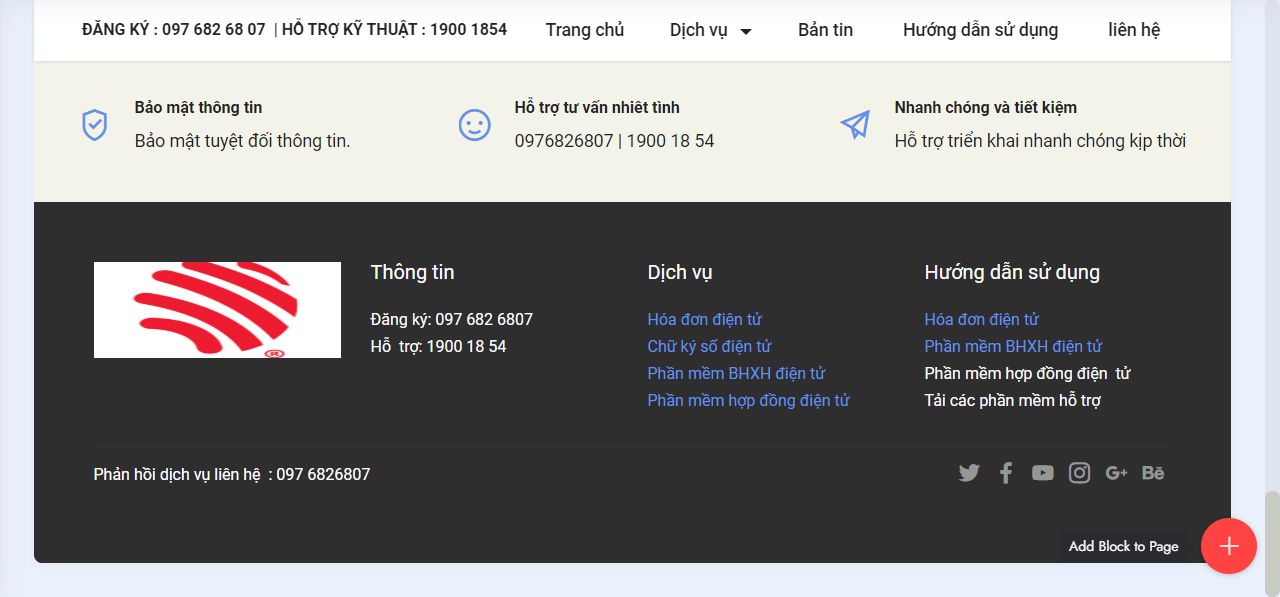 ĐĂNG KÝ : 097 682 68 07 | HỖ TRỢ KỸ THUẬT : 1900 1854 Trang chủ Dịch vụ Bản tin Hướng dẫn sử dụng liên hệ
Bảo mật thông tin
Bảo mật tuyệt đối thông tin.
Hỗ trợ tư vấn nhiêt tình
0976826807 | 1900 18 54
Nhanh chóng và tiết kiệm
Hỗ trợ triển khai nhanh chóng kịp thời
®
Thông tin
Đăng ký: 097 682 6807
Hỗ trợ: 1900 18 54
Dịch vụ
Hóa đơn điện tử
Chữ ký số điện tử
Phần mềm BHXH điện tử
Phần mềm hợp đồng điện tử
Hướng dẫn sử dụng
Hóa đơn điện tử
Phần mềm BHXH điện tử
Phần mềm hợp đồng điện tử
Tải các phần mềm hỗ trợ
Phản hồi dịch vụ liên hệ : 097 6826807
G+ Bē
Add Block to Page